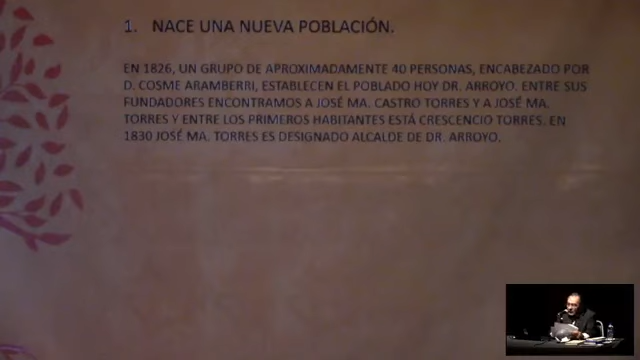 1. NACE UNA NUEVA POBLACIÓN.
EN 1826, UN GRUPO DE APROXIMADAMENTE 40 PERSONAS, ENCABEZADO POR
D. COSME ARAMBERRI, ESTABLECEN EL POBLADO HOY DR. ARROYO. ENTRE SUS
FUNDADORES ENCONTRAMOS A JOSÉ MA. CASTRO TORRES Y A JOSÉ MA.
TORRES Y ENTRE LOS PRIMEROS HABITANTES ESTÁ CRESCENCIO TORRES. EN
1830 JOSÉ MA. TORRES ES DESIGNADO ALCALDE DE DR. ARROYO.